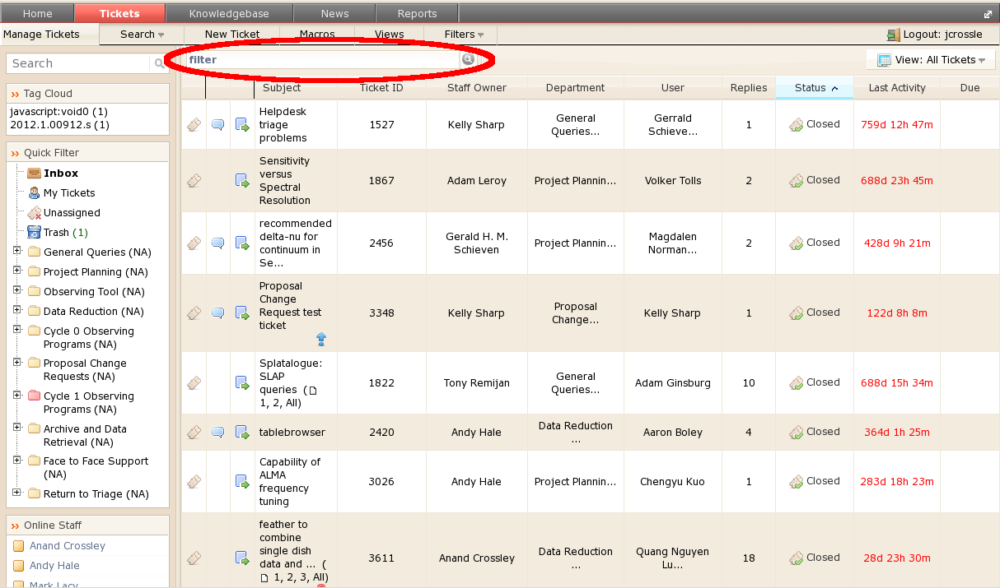 Home Tickets Knowledgebase News Reports
Manage Tickets Search New Ticket Macros Views Filters Logout: jcrossle
Search
filter
View: All Tickets
Tag Cloud
javascript:void0 (1)
2012.1.00912.s (1)
Quick Filter
Inbox
My Tickets
Unassigned
Trash (1)
General Queries (NA)
Project Planning (NA)
Observing Tool (NA)
Data Reduction (NA)
Cycle 0 Observing
Programs (NA)
Proposal Change
Requests (NA)
Cycle 1 Observing
Programs (NA)
Archive and Data
Retrieval (NA)
Face to Face Support
(NA)
Return to Triage (NA)
Online Staff
Anand Crossley
Andy Hale
Mark Lacy
Subject Ticket ID Staff Owner Department User Replies Status Last Activity Due
Helpdesk
triage
problems
1527
Kelly Sharp
General
Queries...
Gerrald
Schieve...
1
Closed
759d 12h 47m
Sensitivity
versus
Spectral
Resolution
1867
Adam Leroy
Project Plannin...
Volker Tolls
2
Closed
688d 23h 45m
recommended
delta-nu for
continuum in
Se...
2456
Gerald H. M.
Schieven
Project Plannin...
Magdalen
Norman...
2
Closed
428d 9h 21m
Proposal
Change
Request test
ticket
3348
Kelly Sharp
Proposal
Change...
Kelly Sharp
1
Closed
122d 8h 8m
Splatalogue:
SLAP
queries (
1, 2, All)
1822
Tony Remijan
General
Queries...
Adam Ginsburg
10
Closed
688d 15h 34m
tablebrowser
2420
Andy Hale
Data Reduction
...
Aaron Boley
4
Closed
364d 1h 25m
Capability of
ALMA
frequency
tuning
3026
Andy Hale
Project Plannin...
Chengyu Kuo
1
Closed
283d 18h 23m
feather to
combine
single dish
data and ... (
1, 2, 3, All)
3611
Anand Crossley
Data Reduction
...
Quang Nguyen
Lu...
18
Closed
28d 23h 30m